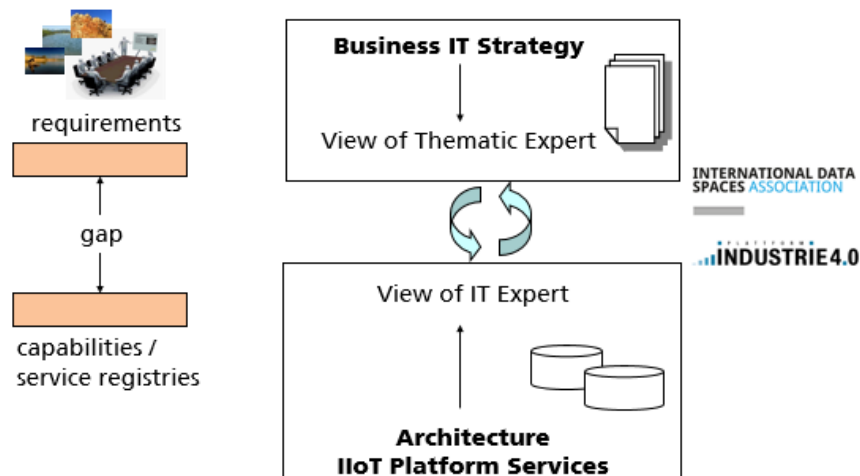 requirements
gap
capabilities /
service registries
Business IT Strategy
View of Thematic Expert
INTERNATIONAL DATA
SPACES ASSOCIATION
PLATTFORM
INDUSTRIE4.0
View of IT Expert
Architecture
IIoT Platform Services